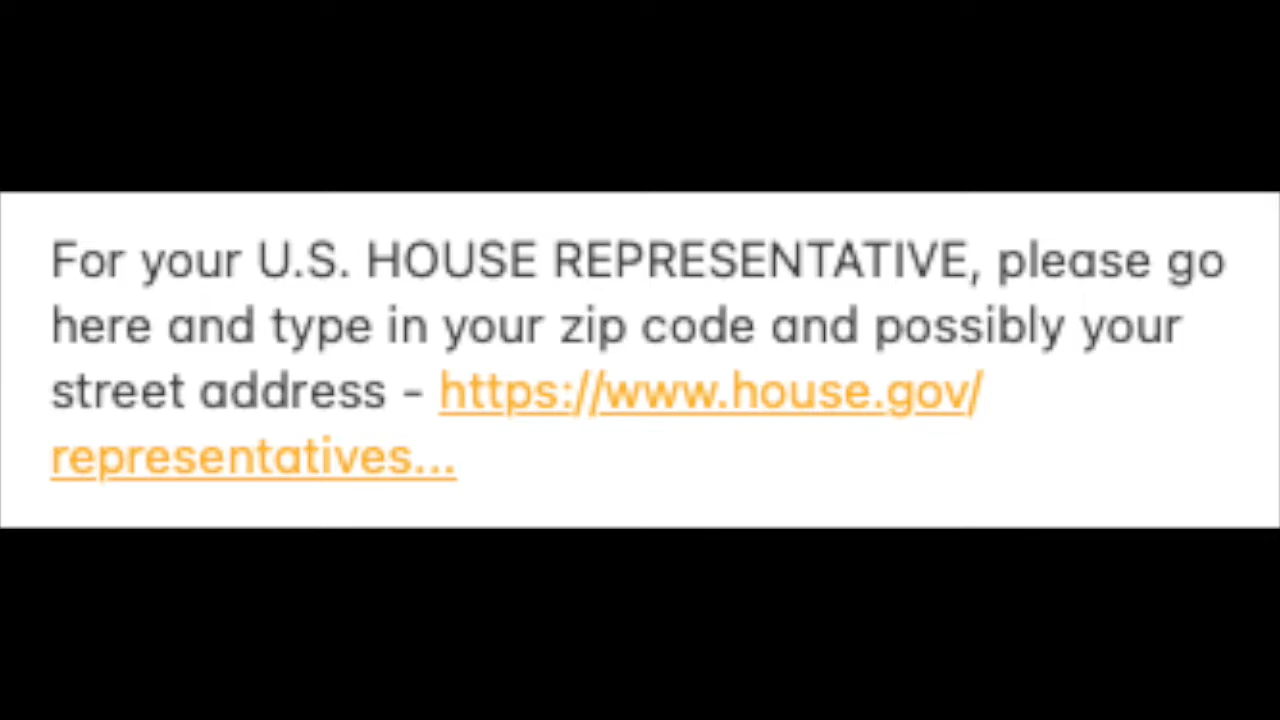 For your U.S. HOUSE REPRESENTATIVE, please go
here and type in your zip code and possibly your
street address - https://www.house.gov/
representatives...